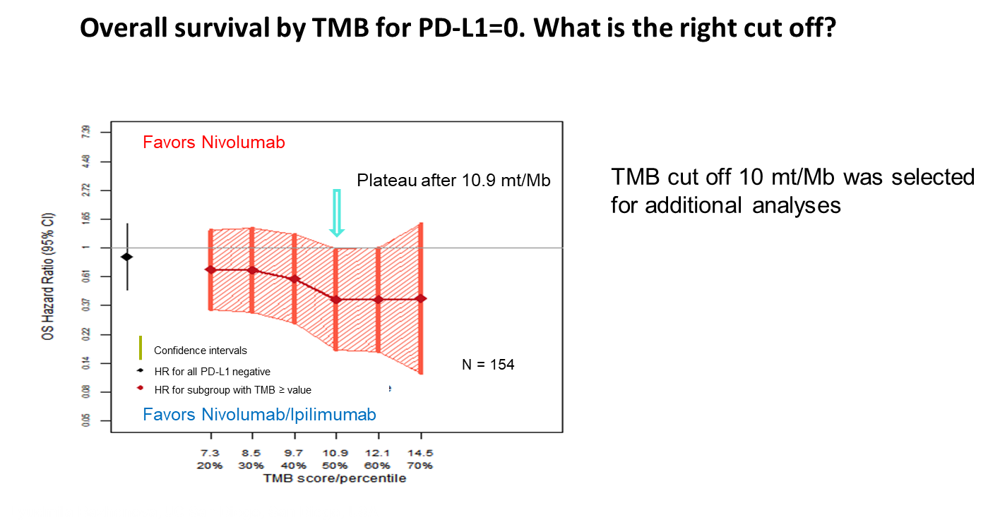 Overall survival by TMB for PD-L1=0. What is the right cut off?
Favors Nivolumab
Plateau after 10.9 mt/Mb
TMB cut off 10 mt/Mb was selected
for additional analyses
OS Hazard Ratio (95% CI)
7.39
4.48
2.72
1.65
1
0.61
0.37
0.22
0.14
0.08
0.05
Confidence intervals
HR for all PD-L1 negative
HR for subgroup with TMB ≥ value
N = 154
Favors Nivolumab/Ipilimumab
7.3 8.5 9.7 10.9 12.1 14.5
20% 30% 40% 50% 60% 70%
TMB score/percentile